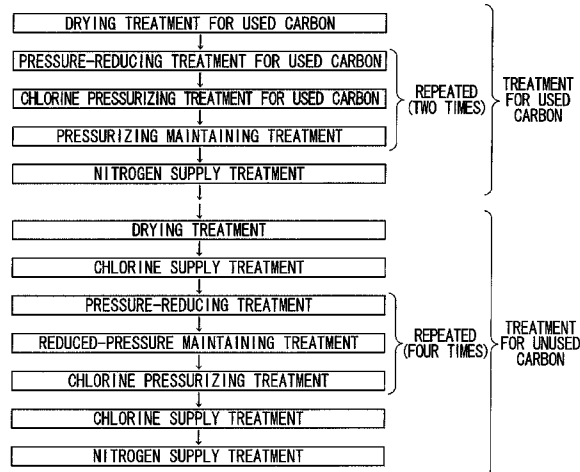 DRYING TREATMENT FOR USED CARBON
PRESSURE-REDUCING TREATMENT FOR USED CARBON
CHLORINE PRESSURIZING TREATMENT FOR USED CARBON
PRESSURIZING MAINTAINING TREATMENT
NITROGEN SUPPLY TREATMENT
REPEATED
(TWO TIMES)
TREATMENT
FOR USED
CARBON
DRYING TREATMENT
CHLORINE SUPPLY TREATMENT
PRESSURE-REDUCING TREATMENT
REDUCED-PRESSURE MAINTAINING TREATMENT
CHLORINE PRESSURIZING TREATMENT
CHLORINE SUPPLY TREATMENT
NITROGEN SUPPLY TREATMENT
REPEATED
(FOUR TIMES)
TREATMENT
FOR UNUSED
CARBON